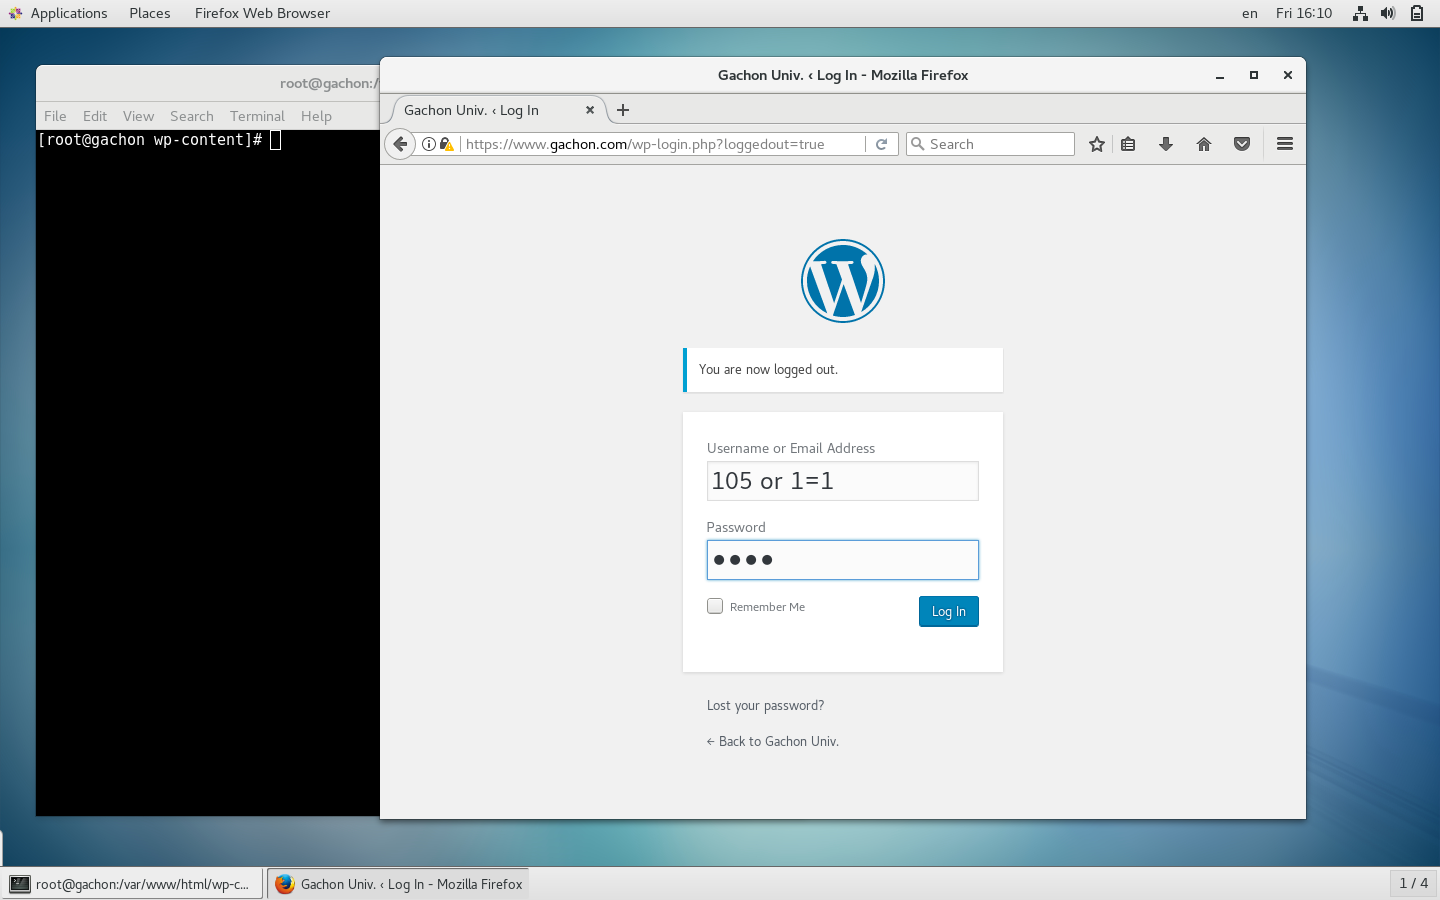 Applications Places Firefox Web Browser en Fri 16:10
root@gachon:/
File Edit View Search Terminal Help
[root@gachon wp-content]#
Gachon Univ. ‹ Log In - Mozilla Firefox
Gachon Univ. ‹ Log In
https://www.gachon.com/wp-login.php?loggedout=true Search
You are now logged out.
Username or Email Address
105 or 1=1
Password
Remember Me Log In
Lost your password?
← Back to Gachon Univ.
root@gachon:/var/www/html/wp-c... Gachon Univ. ‹ Log In - Mozilla Firefox 1 / 4